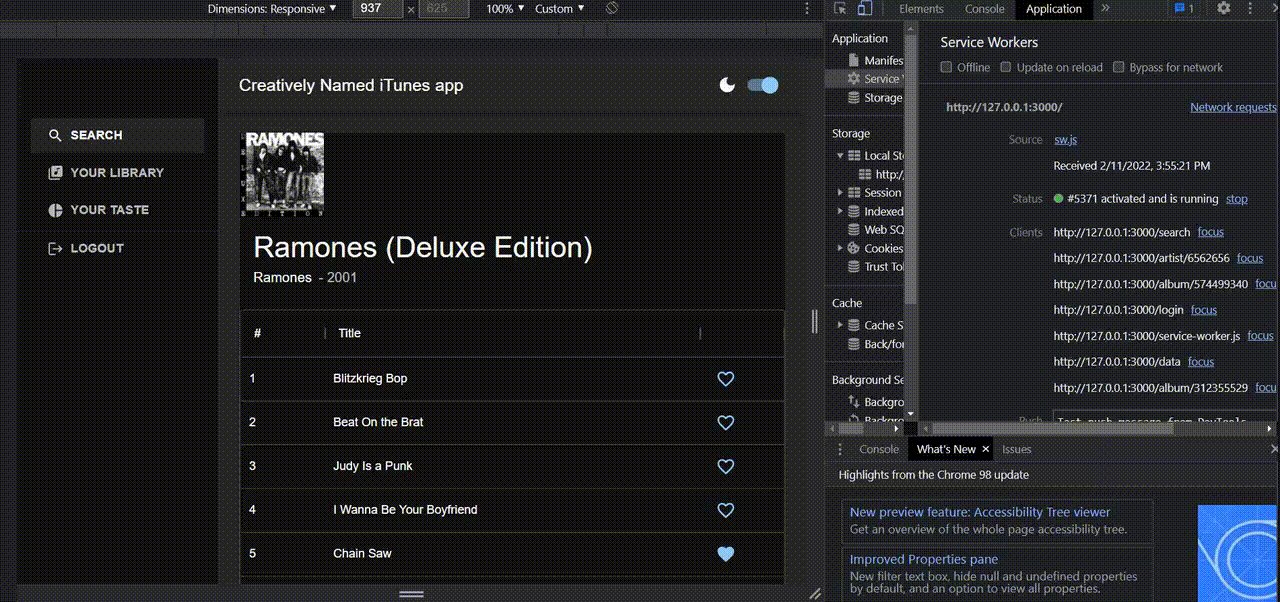 Dimensions: Responsive ▼ 937 × 625 100% ▼ Custom ▼
Creatively Named iTunes app
SEARCH
YOUR LIBRARY
YOUR TASTE
LOGOUT
RAMONES
EDITION
Ramones (Deluxe Edition)
Ramones - 2001
# Title
1 Blitzkrieg Bop
2 Beat On the Brat
3 Judy Is a Punk
4 I Wanna Be Your Boyfriend
5 Chain Saw
Elements Console Application » 1
Application
Manifes
Service
Storage
Storage
Local Sto
http:/
Session
Indexed
Web SQ
Cookies
Trust Tol
Cache
Cache S
Back/for
Background Se
Backgro
Backgro
Service Workers
Offline Update on reload Bypass for network
http://127.0.0.1:3000/ Network requests
Source sw.js
Received 2/11/2022, 3:55:21 PM
Status #5371 activated and is running stop
Clients http://127.0.0.1:3000/search focus
http://127.0.0.1:3000/artist/6562656 focus
http://127.0.0.1:3000/album/574499340 focu
http://127.0.0.1:3000/login focus
http://127.0.0.1:3000/service-worker.js focus
http://127.0.0.1:3000/data focus
http://127.0.0.1:3000/album/312355529 focu
Push Test push message from DevTools
Console What's New × Issues
Highlights from the Chrome 98 update
New preview feature: Accessibility Tree viewer
Get an overview of the whole page accessibility tree.
Improved Properties pane
New filter text box, hide null and undefined properties
by default, and an option to view all properties.